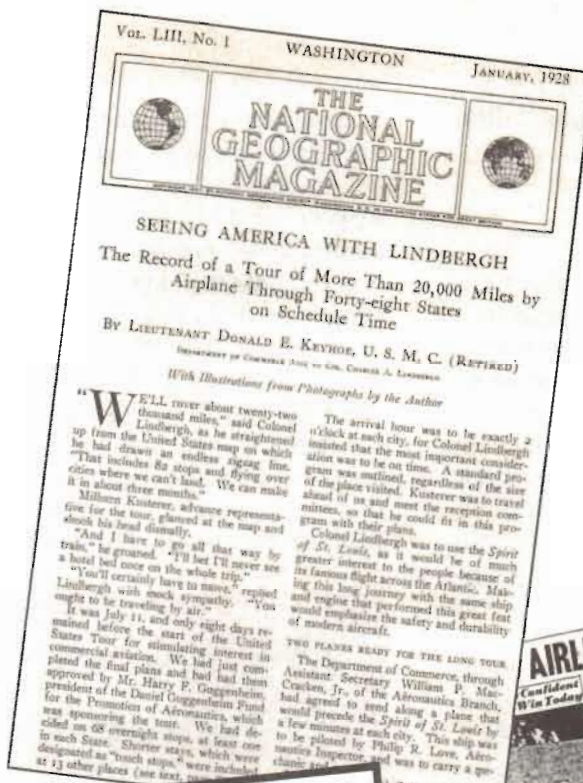 VOL. LIII, No. 1 WASHINGTON JANUARY, 1928
THE
NATIONAL
GEOGRAPHIC
MAGAZINE
SEEING AMERICA WITH LINDBERGH
The Record of a Tour of More Than 20,000 Miles by
Airplane Through Forty-eight States
on Schedule Time
BY LIEUTENANT DONALD E. KEYHOE, U. S. M. C. (RETIRED)
DEPARTMENT OF COMMERCE AIDE TO COL. CHARLES A. LINDBERGH
With Illustrations from Photographs by the Author
"WE'LL cover about twenty-two
thousand miles," said Colonel
Lindbergh, as he straightened
up from the United States map on which
he had drawn an endless zigzag line.
"That includes 82 stops and flying over
cities where we can't land. We can make
it in about three months."
Milburn Kusterer, advance representa-
tive for the tour, glanced at the map and
shook his head dismally.
"And I have to go all that way by
train," he groaned. "I'll bet I'll never see
a hotel bed once on the whole trip."
"You'll certainly have to move," replied
Lindbergh with mock sympathy. "You
ought to be traveling by air."
It was July 11, and only eight days re-
mained before the start of the United
States Tour for stimulating interest in
commercial aviation. We had just com-
pleted the final plans and had had them
approved by Mr. Harry F. Guggenheim,
president of the Daniel Guggenheim Fund
for the Promotion of Aëronautics, which
was sponsoring the tour. We had de-
cided on 68 overnight stops, at least one
in each State. Shorter stays, which were
designated as "touch stops," were included
at 13 other places (see text,
The arrival hour was to be exactly 2
o'clock at each city, for Colonel Lindbergh
insisted that the most important consider-
ation was to be on time. A standard pro-
gram was outlined, regardless of the size
of the place visited. Kusterer was to travel
ahead of us and meet the reception com-
mittees, so that he could fit in this pro-
gram with their plans.
Colonel Lindbergh was to use the Spirit
of St. Louis, as it would be of much
greater interest to the people because of
its famous flight across the Atlantic. Mak-
ing this long journey with the same ship
and engine that performed this great feat
would emphasize the safety and durability
of modern aircraft.
TWO PLANES READY FOR THE LONG TOUR
The Department of Commerce, through
Assistant Secretary William P. Mac-
Cracken, Jr., of the Aëronautics Branch,
had agreed to send along a plane that
would precede the Spirit of St. Louis by
a few minutes at each city. This ship was
to be piloted by Philip R. Love, Aëro-
nautics Inspector, and was to carry a me-
chanic and
AIRL
Confident
Win Today